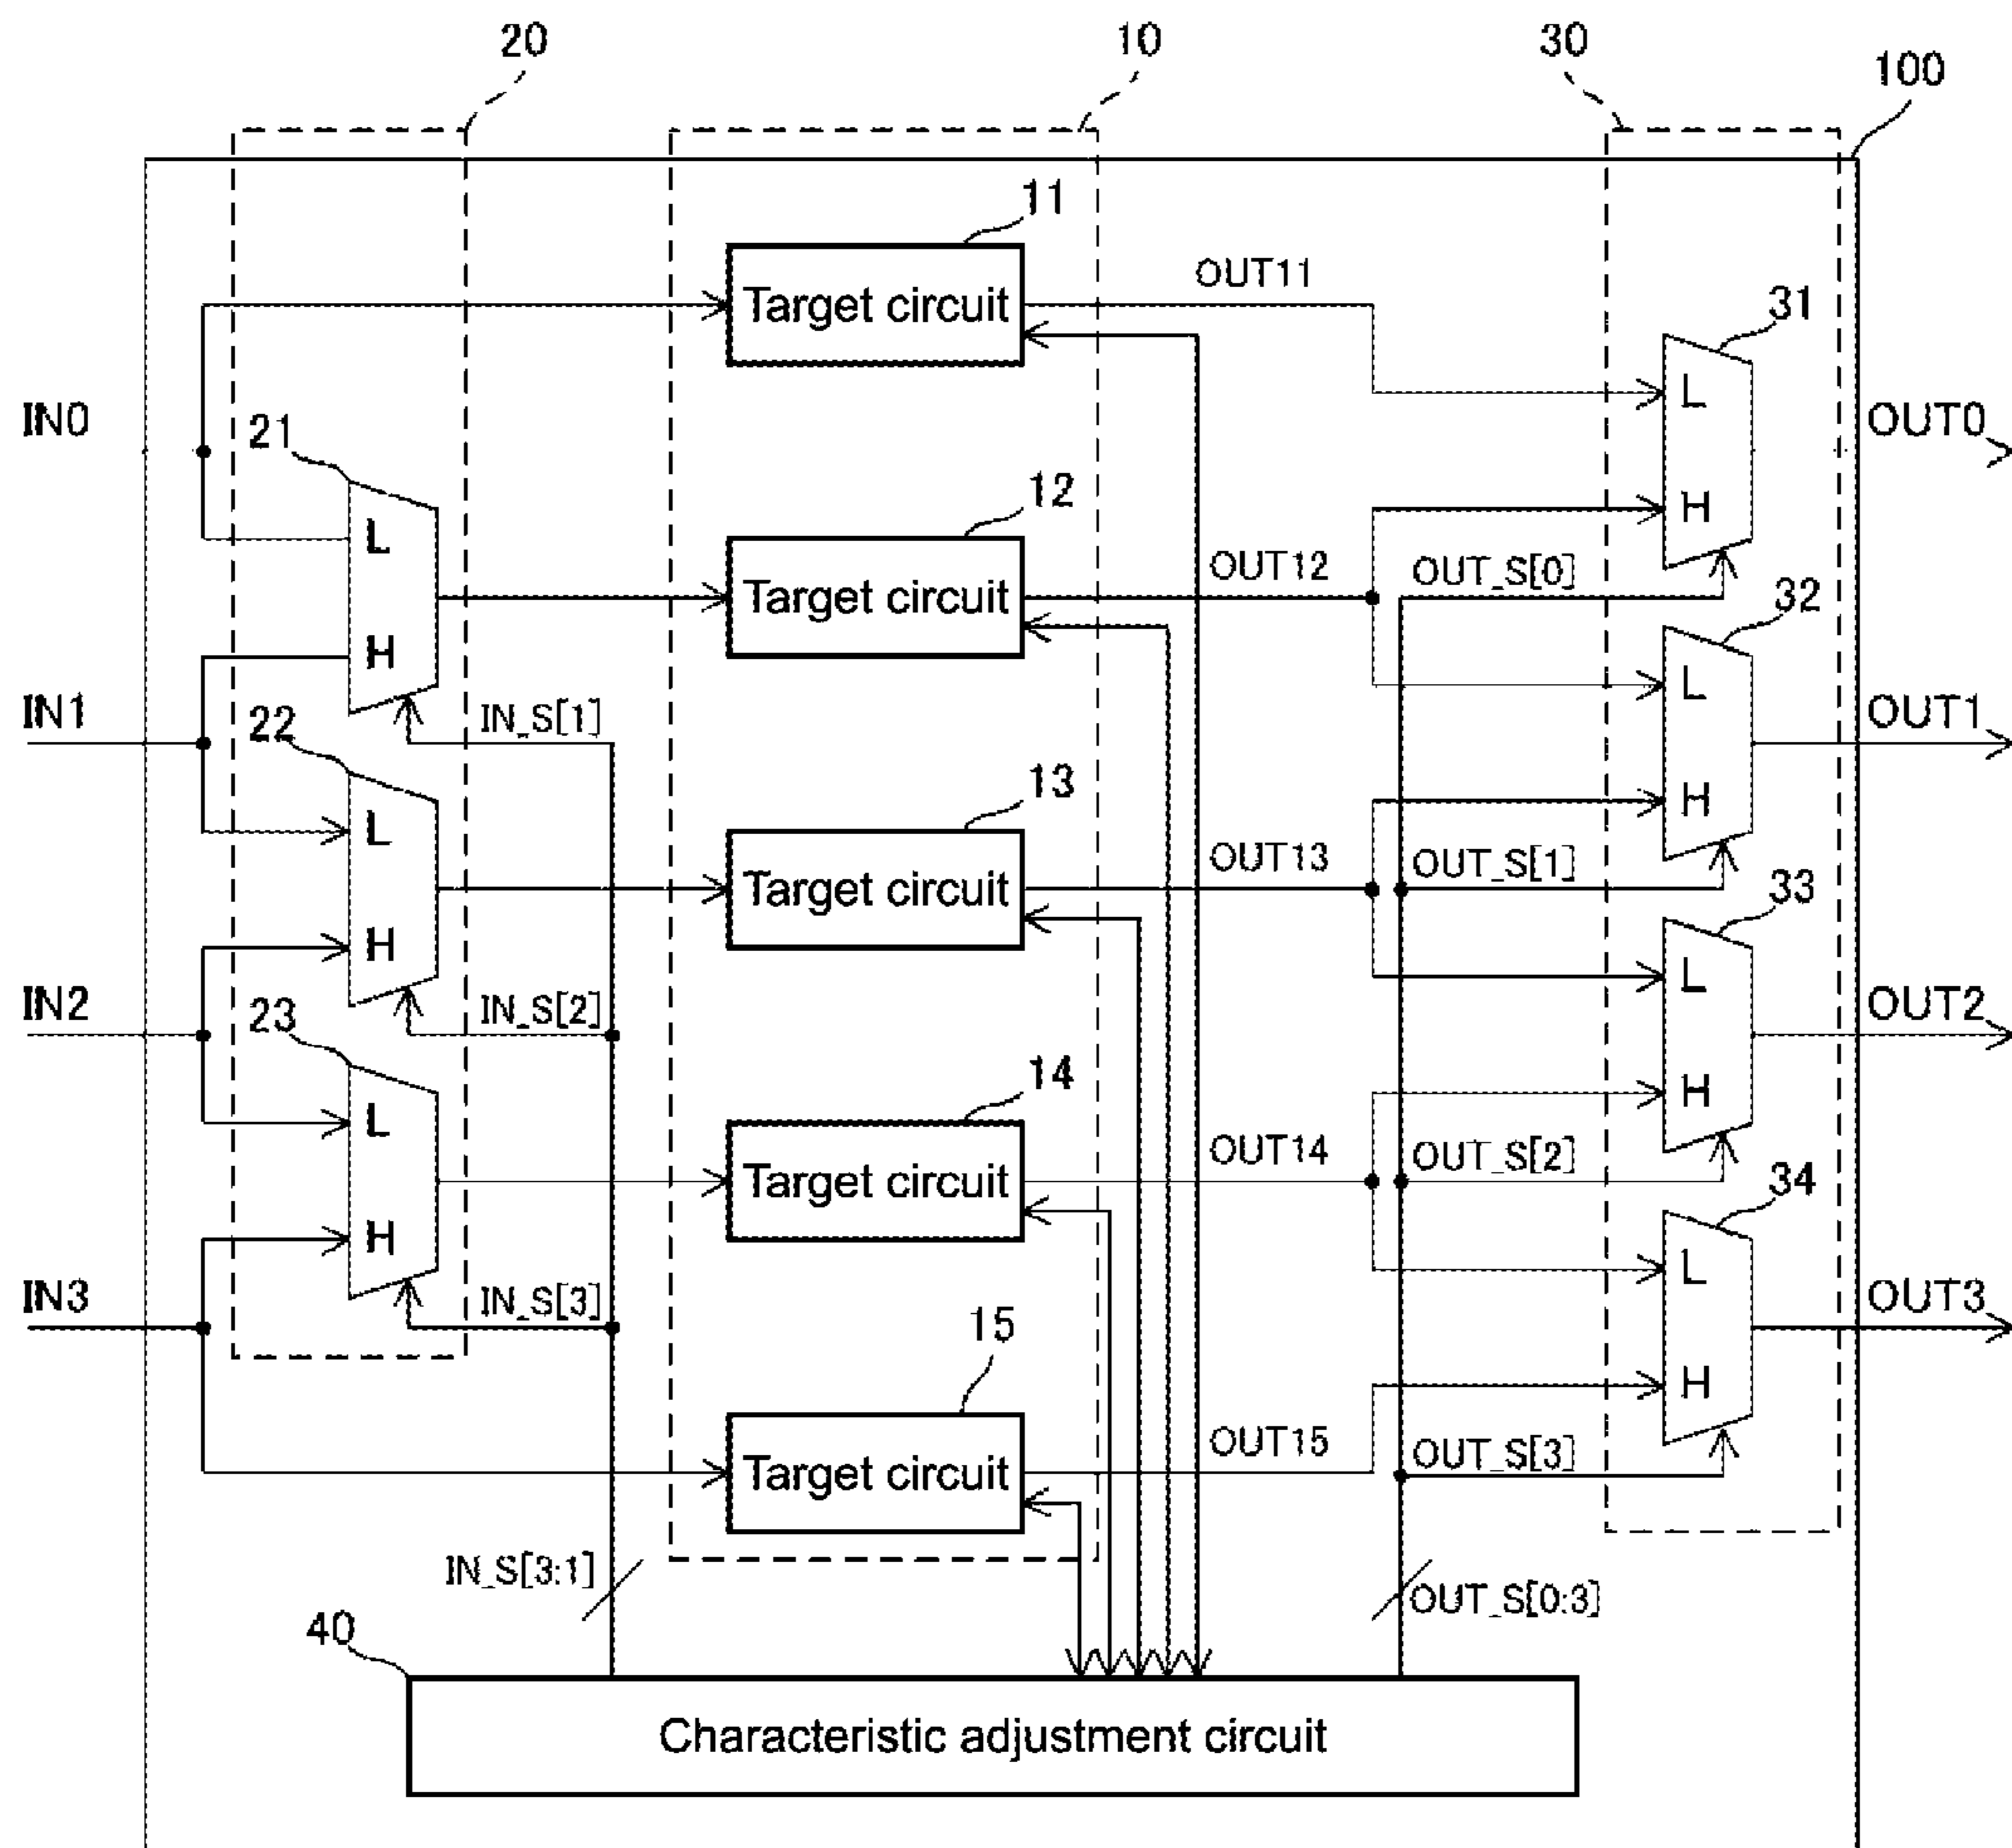 20
10
30
100
11
Target circuit
OUT11
31
L
H
IN0
21
L
H
OUT0
12
Target circuit
OUT12
OUT_S[0]
32
L
H
IN1
22
IN_S[1]
L
H
OUT1
13
Target circuit
OUT13
OUT_S[1]
33
L
H
IN2
23
IN_S[2]
L
H
OUT2
14
Target circuit
OUT14
OUT_S[2]
34
L
H
IN3
IN_S[3]
OUT3
15
Target circuit
OUT15
OUT_S[3]
IN_S[3:1]
OUT_S[0:3]
40
Characteristic adjustment circuit